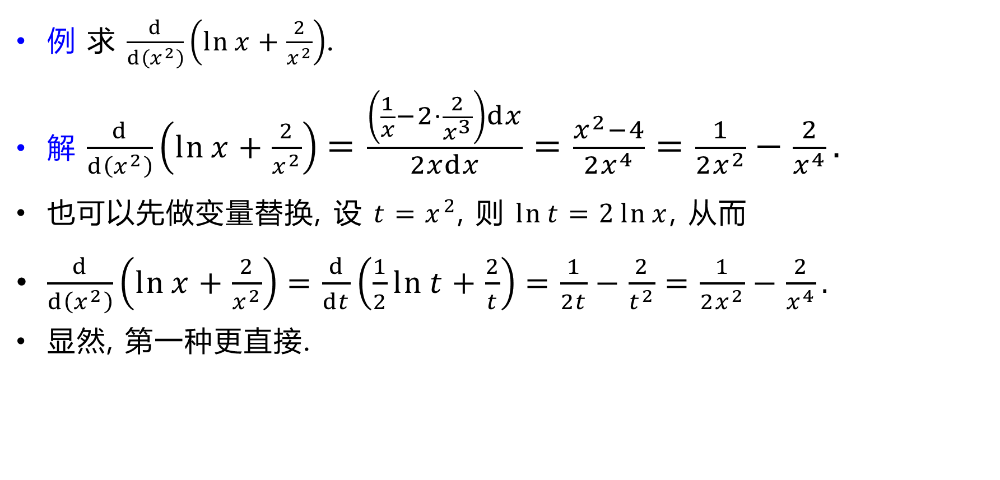 • 例 求 $\frac{\mathrm{d}}{\mathrm{d}(x^2)}\left(\ln x + \frac{2}{x^2}\right)$.
• 解 $\frac{\mathrm{d}}{\mathrm{d}(x^2)}\left(\ln x + \frac{2}{x^2}\right) = \frac{\left(\frac{1}{x} - 2 \cdot \frac{2}{x^3}\right)\mathrm{d}x}{2x\mathrm{d}x} = \frac{x^2 - 4}{2x^4} = \frac{1}{2x^2} - \frac{2}{x^4}$.
• 也可以先做变量替换, 设 $t = x^2$, 则 $\ln t = 2 \ln x$, 从而
• $\frac{\mathrm{d}}{\mathrm{d}(x^2)}\left(\ln x + \frac{2}{x^2}\right) = \frac{\mathrm{d}}{\mathrm{d}t}\left(\frac{1}{2}\ln t + \frac{2}{t}\right) = \frac{1}{2t} - \frac{2}{t^2} = \frac{1}{2x^2} - \frac{2}{x^4}$.
• 显然, 第一种更直接.